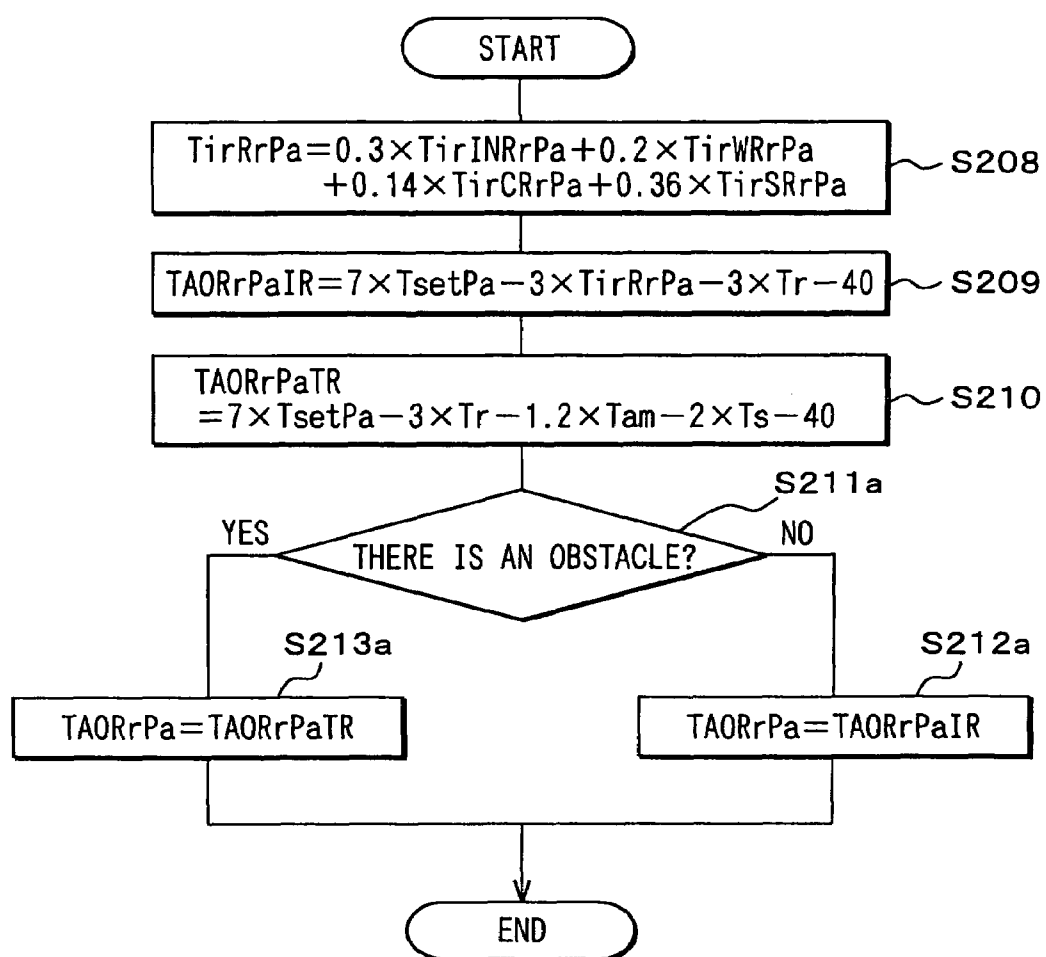 START
TirRrPa=0.3×TirINRrPa+0.2×TirWRrPa
+0.14×TirCRrPa+0.36×TirSRrPa
S208
TAORrPaIR=7×TsetPa−3×TirRrPa−3×Tr−40
S209
TAORrPaTR
=7×TsetPa−3×Tr−1.2×Tam−2×Ts−40
S210
S211a
YES
THERE IS AN OBSTACLE?
NO
S213a
S212a
TAORrPa=TAORrPaTR
TAORrPa=TAORrPaIR
END